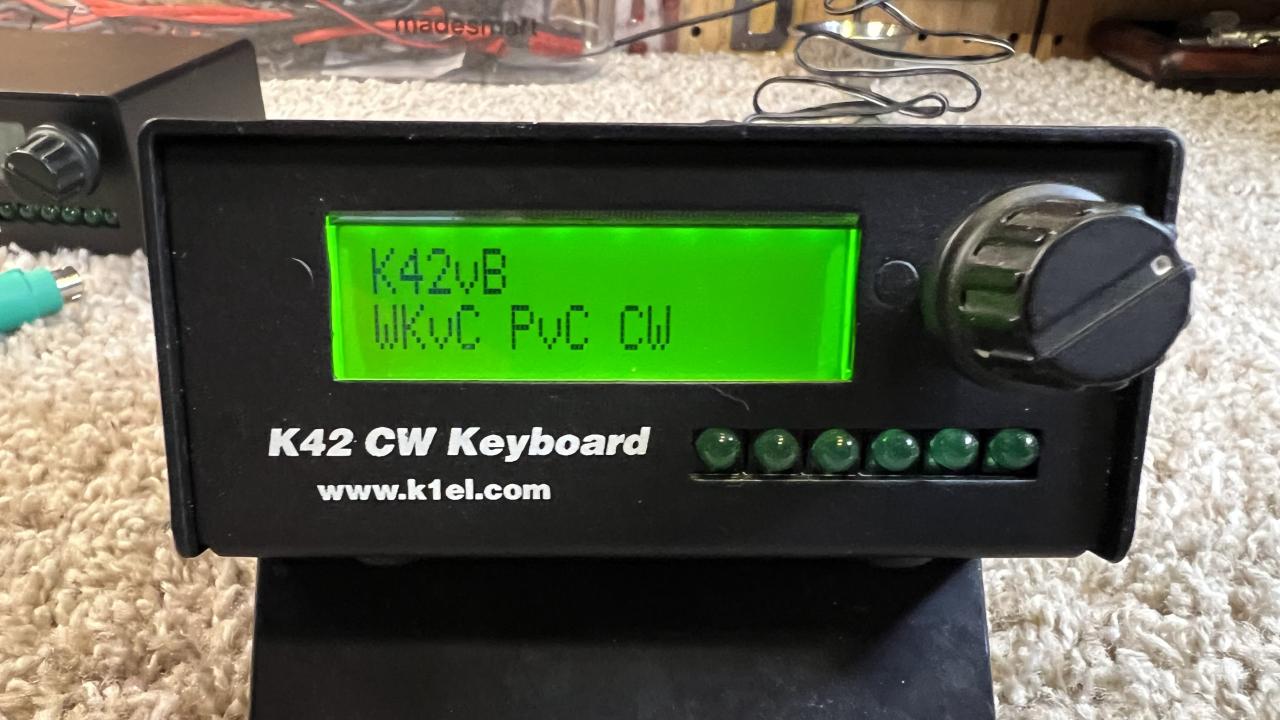 madesmart
K42vB
WKvC PvC CW
K42 CW Keyboard
www.k1el.com